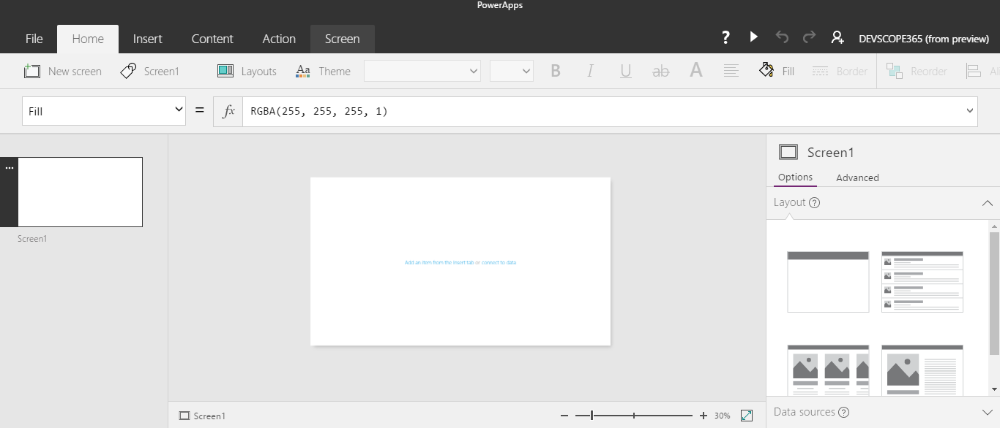 PowerApps
File Home Insert Content Action Screen ? DEVSCOPE365 (from preview)
New screen Screen1 Layouts Aa Theme B I U ab A Fill Border Reorder Ali
Fill = fx RGBA(255, 255, 255, 1)
Screen1
Screen1
Options Advanced
Layout ?
Add an item from the Insert tab or connect to data
Data sources ?
Screen1 30%